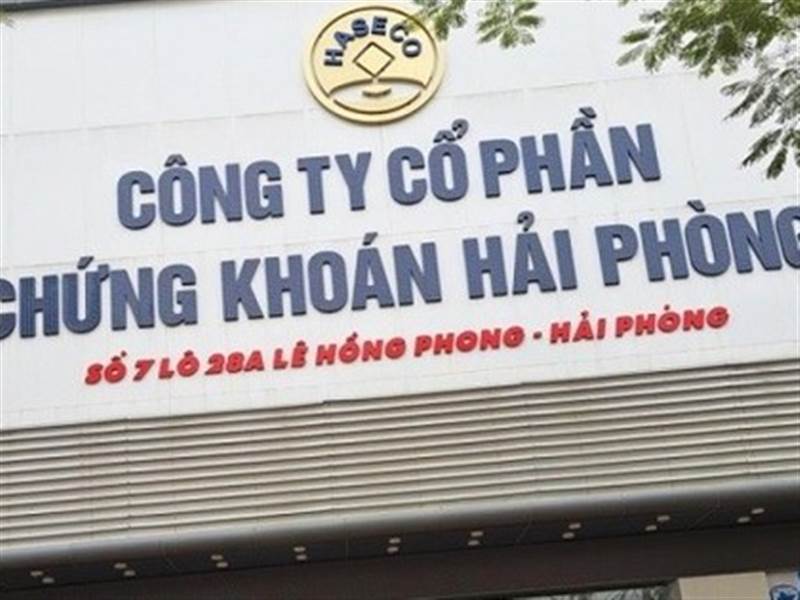 HASECO
CÔNG TY CỔ PHẦN
CHỨNG KHOÁN HẢI PHÒNG
SỐ 7 LÔ 28A LÊ HỒNG PHONG - HẢI PHÒNG